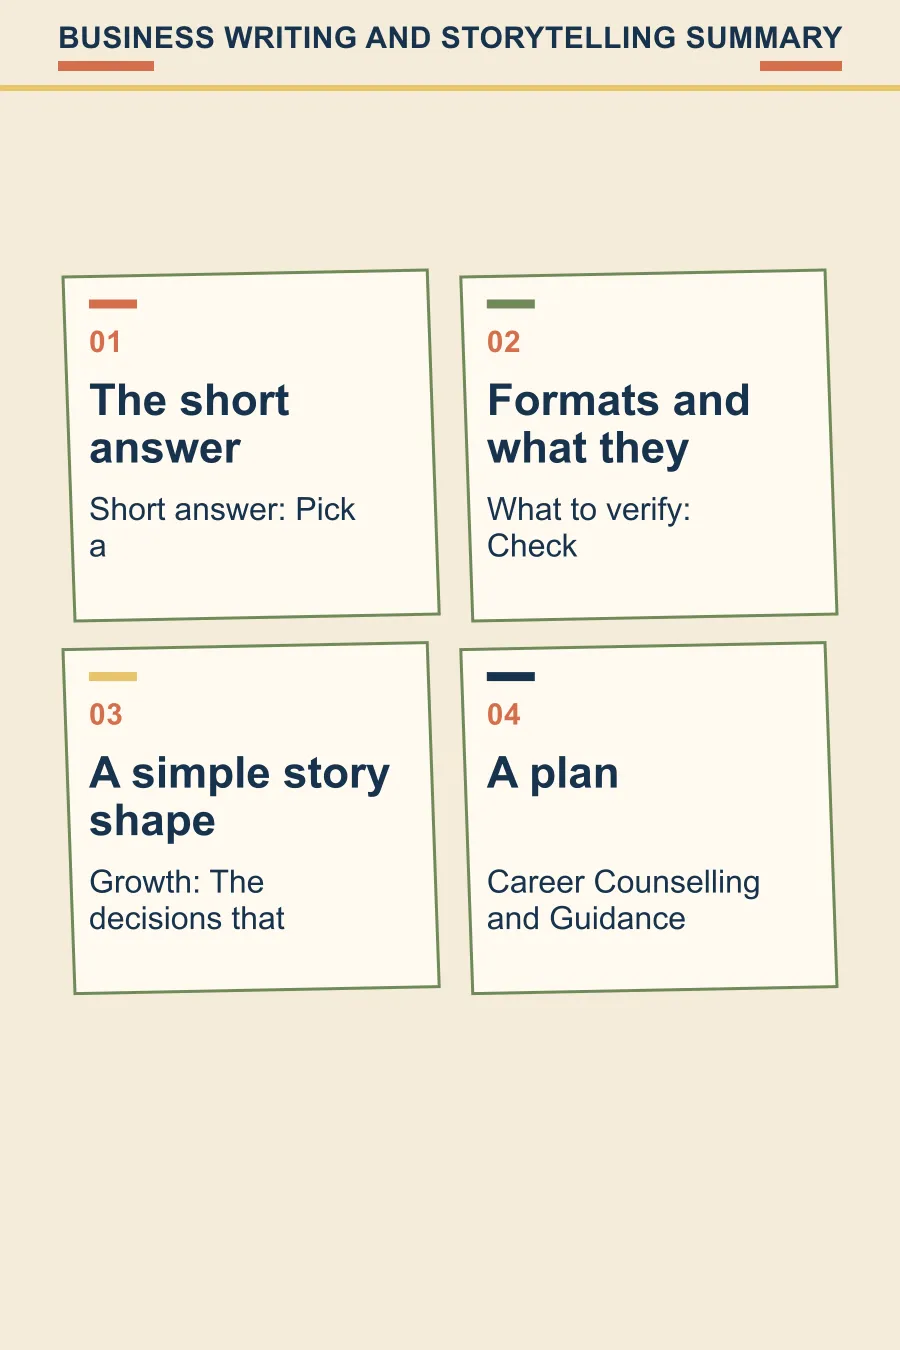 BUSINESS WRITING AND STORYTELLING SUMMARY
01
The short
answer
Short answer: Pick
a
02
Formats and
what they
What to verify:
Check
03
A simple story
shape
Growth: The
decisions that
04
A plan
Career Counselling
and Guidance